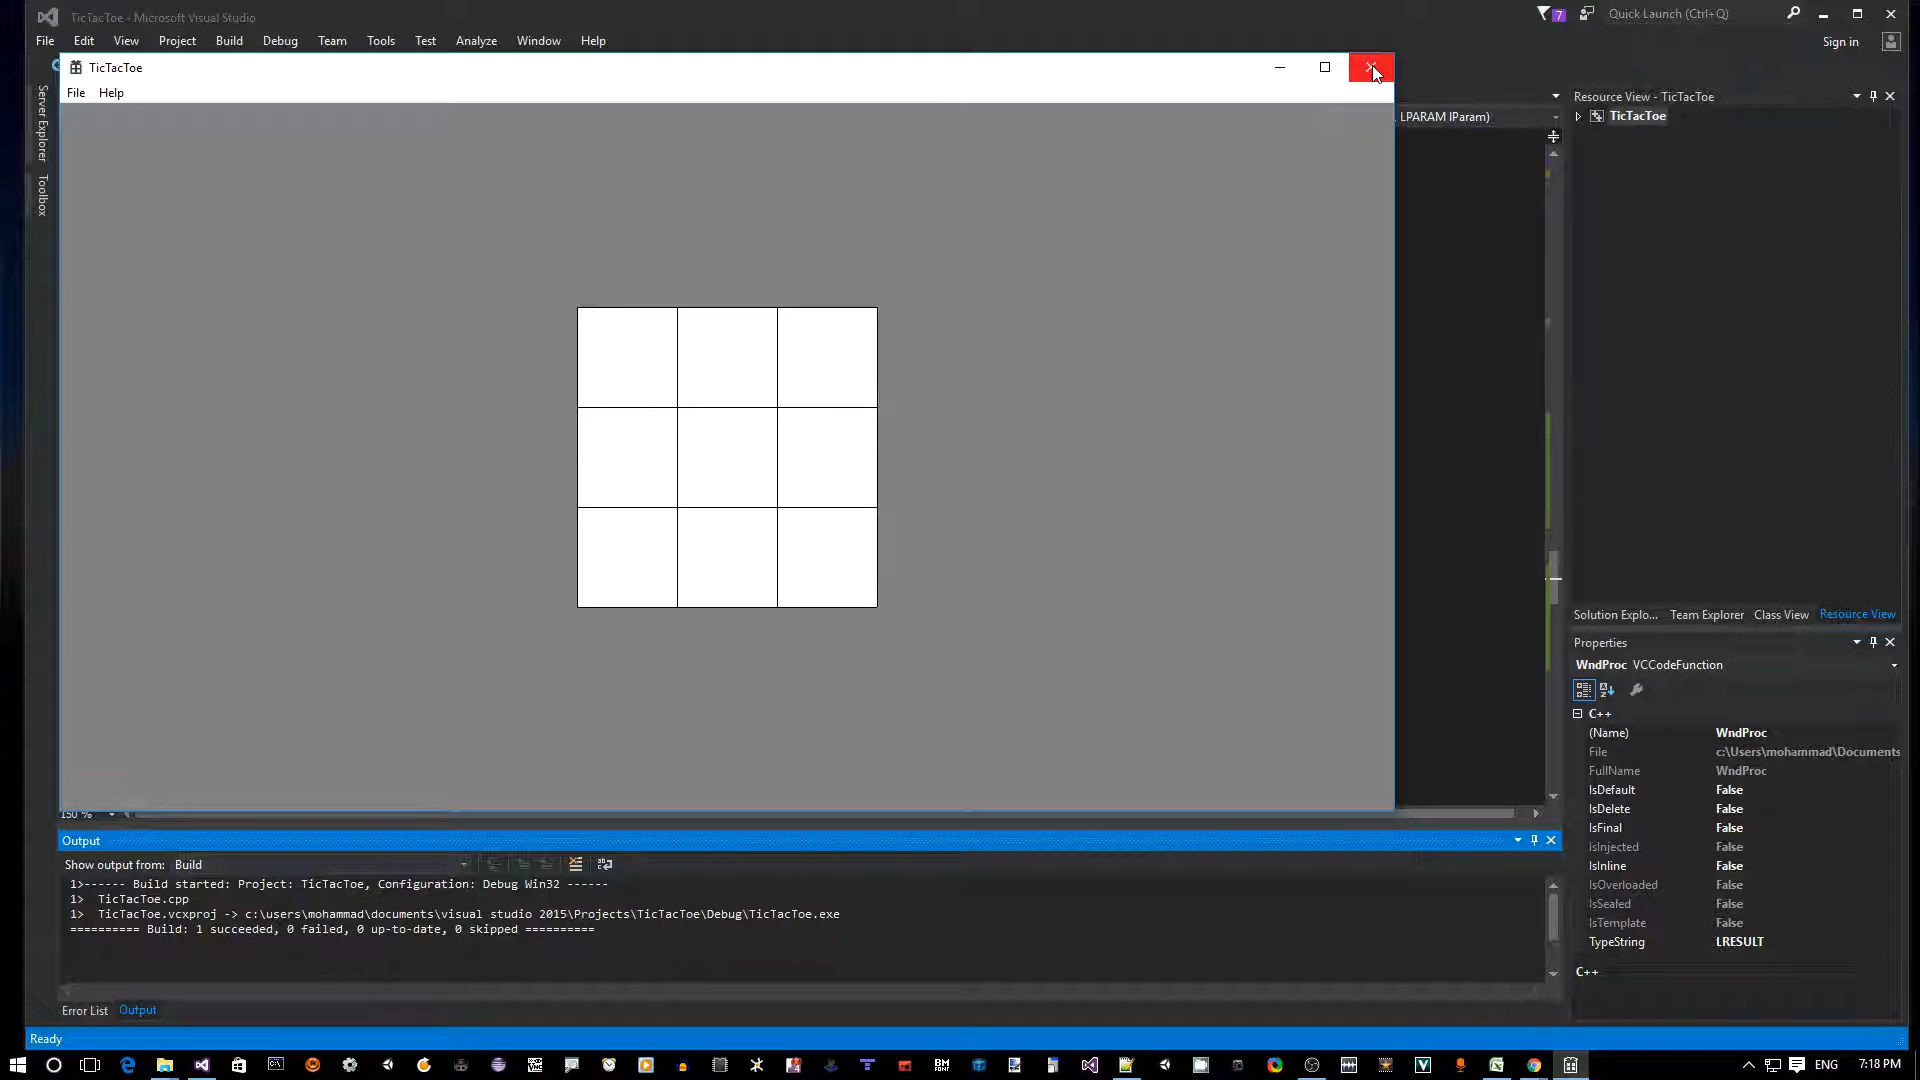 TicTacToe - Microsoft Visual Studio
7
Quick Launch (Ctrl+Q)
File Edit View Project Build Debug Team Tools Test Analyze Window Help
Sign in
TicTacToe
File Help
Server Explorer
Toolbox
LPARAM lParam)
Resource View - TicTacToe
TicTacToe
Solution Explo... Team Explorer Class View Resource View
Properties
WndProc VCCodeFunction
C++
(Name) WndProc
File c:\Users\mohammad\Documents
FullName WndProc
IsDefault False
IsDelete False
IsFinal False
IsInjected False
IsInline False
IsOverloaded False
IsSealed False
IsTemplate False
TypeString LRESULT
C++
150 %
Output
Show output from: Build
1>------ Build started: Project: TicTacToe, Configuration: Debug Win32 ------
1> TicTacToe.cpp
1> TicTacToe.vcxproj -> c:\users\mohammad\documents\visual studio 2015\Projects\TicTacToe\Debug\TicTacToe.exe
========== Build: 1 succeeded, 0 failed, 0 up-to-date, 0 skipped ==========
Error List Output
Ready
BM
FONT
ENG
7:18 PM